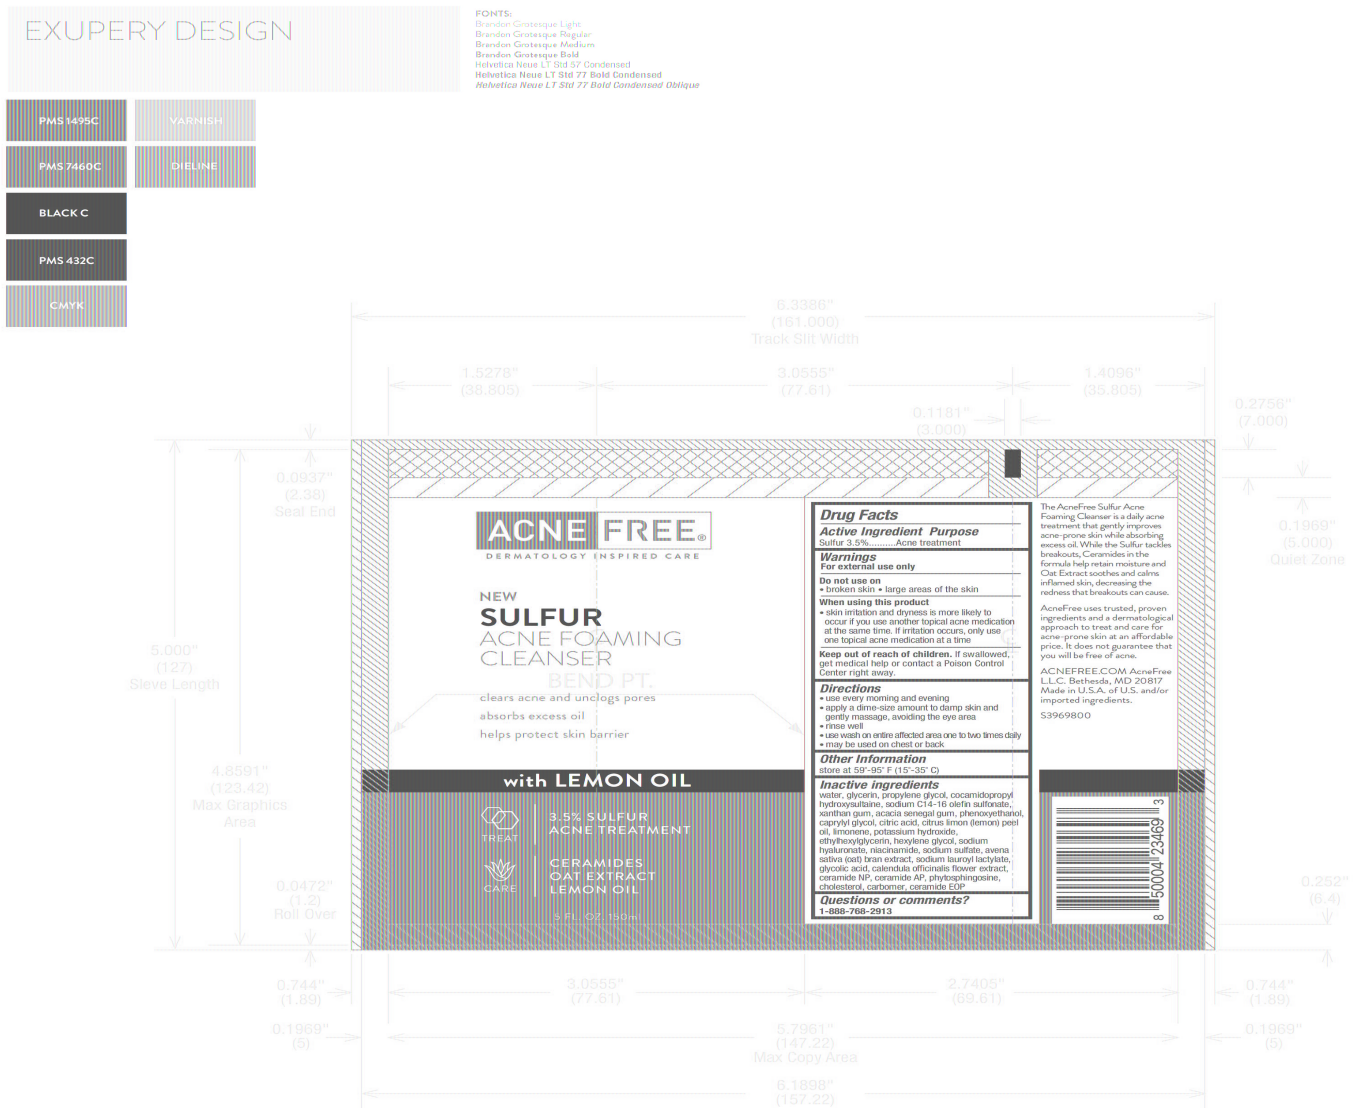 EXUPERY DESIGN
FONTS:
Brandon Grotesque Light
Brandon Grotesque Regular
Brandon Grotesque Medium
Brandon Grotesque Bold
Helvetica Neue LT Std 57 Condensed
Helvetica Neue LT Std 77 Bold Condensed
Helvetica Neue LT Std 77 Bold Condensed Oblique
PMS 1495C
VARNISH
PMS 7460C
DIELINE
BLACK C
PMS 432C
CMYK
6.3386"
(161.000)
Track Slit Width
1.5278"
(38.805)
3.0555"
(77.61)
1.4096"
(35.805)
0.1181"
(3.000)
0.2756"
(7.000)
0.0937"
(2.38)
Seal End
0.1969"
(5.000)
Quiet Zone
5.000"
(127)
Sleve Length
4.8591"
(123.42)
Max Graphics
Area
0.0472"
(1.2)
Roll Over
0.252"
(6.4)
ACNE FREE®
DERMATOLOGY INSPIRED CARE
NEW
SULFUR
ACNE FOAMING
CLEANSER
BEND PT.
clears acne and unclogs pores
absorbs excess oil
helps protect skin barrier
with LEMON OIL
TREAT
3.5% SULFUR
ACNE TREATMENT
CARE
CERAMIDES
OAT EXTRACT
LEMON OIL
5 FL. OZ. 150ml
Drug Facts
Active Ingredient Purpose
Sulfur 3.5%..........Acne treatment
Warnings
For external use only
Do not use on
• broken skin • large areas of the skin
When using this product
• skin irritation and dryness is more likely to
occur if you use another topical acne medication
at the same time. If irritation occurs, only use
one topical acne medication at a time
Keep out of reach of children. If swallowed,
get medical help or contact a Poison Control
Center right away.
Directions
• use every morning and evening
• apply a dime-size amount to damp skin and
gently massage, avoiding the eye area
• rinse well
• use wash on entire affected area one to two times daily
• may be used on chest or back
Other Information
store at 59°-95° F (15°-35° C)
Inactive ingredients
water, glycerin, propylene glycol, cocamidopropyl
hydroxysultaine, sodium C14-16 olefin sulfonate,
xanthan gum, acacia senegal gum, phenoxyethanol,
caprylyl glycol, citric acid, citrus limon (lemon) peel
oil, limonene, potassium hydroxide,
ethylhexylglycerin, hexylene glycol, sodium
hyaluronate, niacinamide, sodium sulfate, avena
sativa (oat) bran extract, sodium lauroyl lactylate,
glycolic acid, calendula officinalis flower extract,
ceramide NP, ceramide AP, phytosphingosine,
cholesterol, carbomer, ceramide EOP
Questions or comments?
1-888-768-2913
The AcneFree Sulfur Acne
Foaming Cleanser is a daily acne
treatment that gently improves
acne-prone skin while absorbing
excess oil. While the Sulfur tackles
breakouts, Ceramides in the
formula help retain moisture and
Oat Extract soothes and calms
inflamed skin, decreasing the
redness that breakouts can cause.
AcneFree uses trusted, proven
ingredients and a dermatological
approach to treat and care for
acne-prone skin at an affordable
price. It does not guarantee that
you will be free of acne.
ACNEFREE.COM AcneFree
L.L.C. Bethesda, MD 20817
Made in U.S.A. of U.S. and/or
imported ingredients.
S3969800
8 50004 23469 3
0.744"
(1.89)
3.0555"
(77.61)
2.7405"
(69.61)
0.744"
(1.89)
0.1969"
(5)
5.7961"
(147.22)
Max Copy Area
0.1969"
(5)
6.1898"
(157.22)